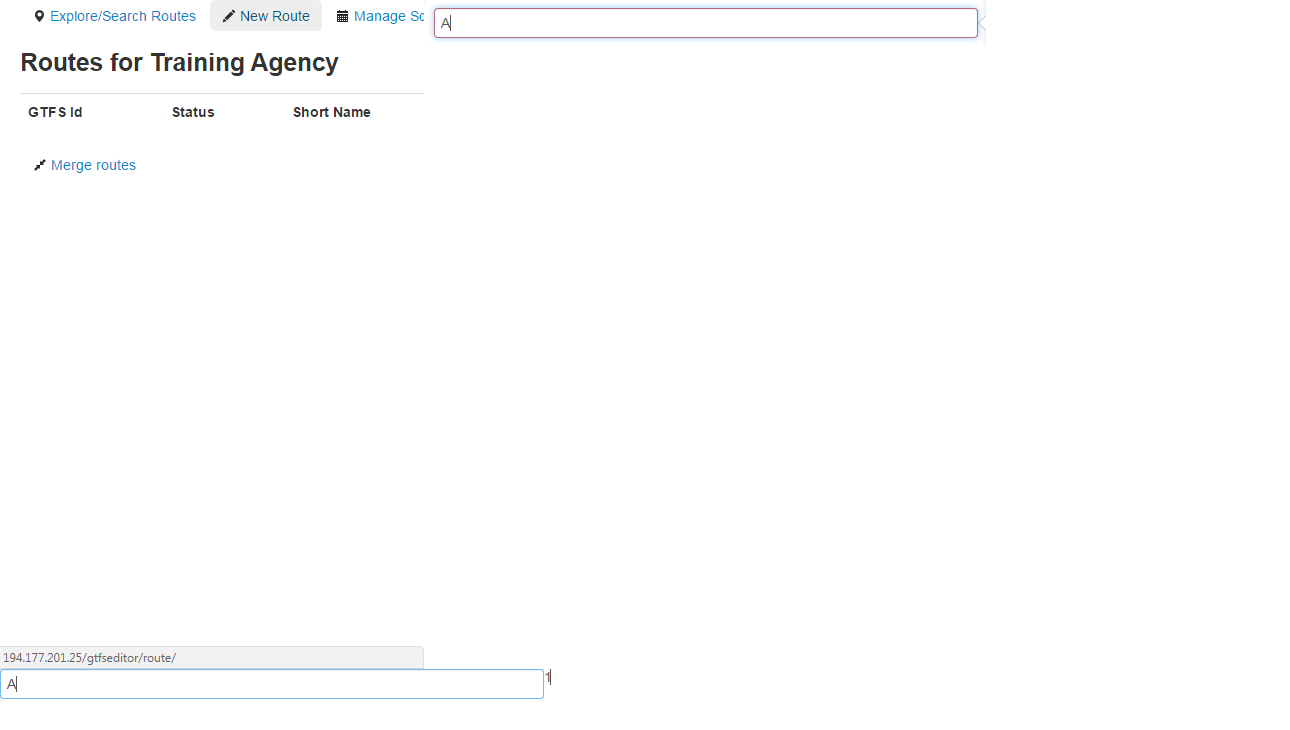 Explore/Search Routes New Route Manage Sc
A
Routes for Training Agency
GTFS Id Status Short Name
Merge routes
194.177.201.25/gtfseditor/route/
A
1